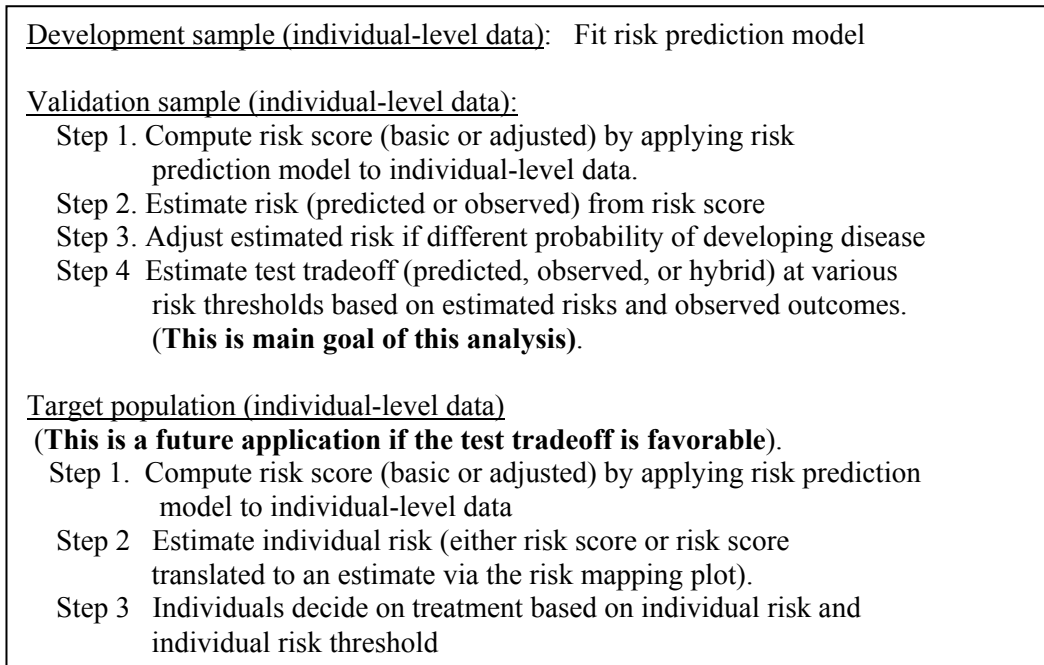 Development sample (individual-level data): Fit risk prediction model
Validation sample (individual-level data):
Step 1. Compute risk score (basic or adjusted) by applying risk
prediction model to individual-level data.
Step 2. Estimate risk (predicted or observed) from risk score
Step 3. Adjust estimated risk if different probability of developing disease
Step 4 Estimate test tradeoff (predicted, observed, or hybrid) at various
risk thresholds based on estimated risks and observed outcomes.
(This is main goal of this analysis).
Target population (individual-level data)
(This is a future application if the test tradeoff is favorable).
Step 1. Compute risk score (basic or adjusted) by applying risk prediction
model to individual-level data
Step 2 Estimate individual risk (either risk score or risk score
translated to an estimate via the risk mapping plot).
Step 3 Individuals decide on treatment based on individual risk and
individual risk threshold